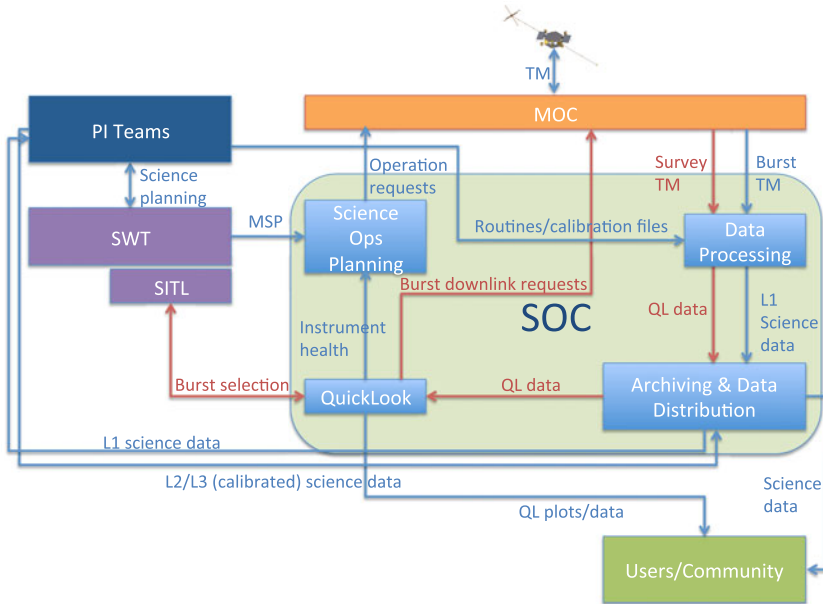 TM
PI Teams
MOC
Science
planning
Operation
requests
Survey
TM
Burst
TM
SWT
MSP
Science
Ops
Planning
Routines/calibration files
Data
Processing
SITL
Burst downlink requests
SOC
QL data
L1
Science
data
Instrument
health
Burst selection
QuickLook
QL data
Archiving & Data
Distribution
L1 science data
L2/L3 (calibrated) science data
Science
data
QL plots/data
Users/Community